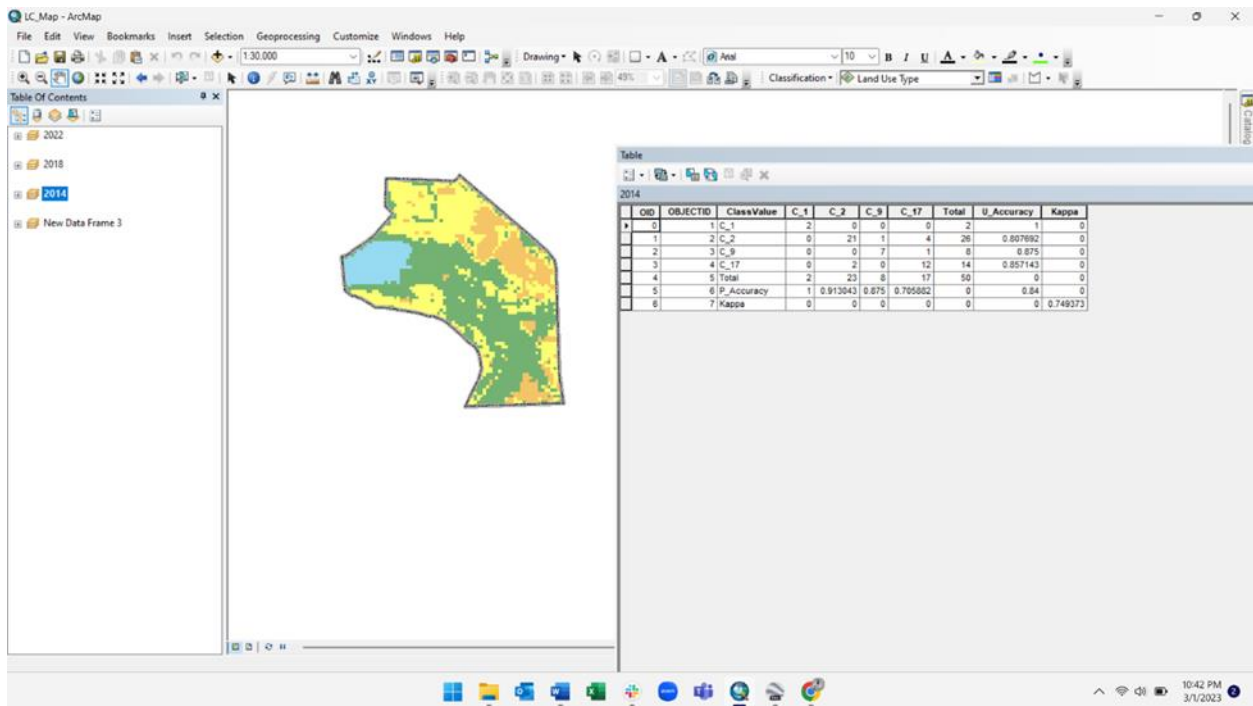 LC_Map - ArcMap
File Edit View Bookmarks Insert Selection Geoprocessing Customize Windows Help
1:30.000 Drawing Arial 10 B I U A
49% Classification Land Use Type
Table Of Contents
2022
2018
2014
New Data Frame 3
Catalog
Table
2014
OID OBJECTID ClassValue C_1 C_2 C_9 C_17 Total U_Accuracy Kappa
0 1 C_1 2 0 0 0 2 1 0
1 2 C_2 0 21 1 4 26 0.807692 0
2 3 C_9 0 0 7 1 8 0.875 0
3 4 C_17 0 2 0 12 14 0.857143 0
4 5 Total 2 23 8 17 50 0 0
5 6 P_Accuracy 1 0.913043 0.875 0.705882 0 0.84 0
6 7 Kappa 0 0 0 0 0 0 0.749373
10:42 PM
3/1/2023
2